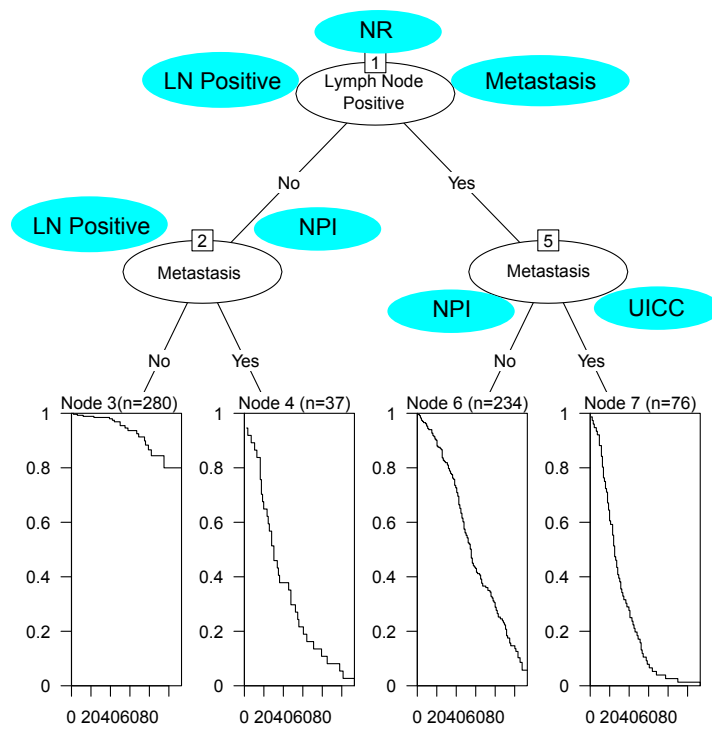 NR
1
LN Positive
Lymph Node
Positive
Metastasis
No
Yes
LN Positive
NPI
2
Metastasis
5
Metastasis
NPI
UICC
No
Yes
No
Yes
Node 3(n=280)
1
0.8
0.6
0.4
0.2
0
0 20406080
Node 4 (n=37)
1
0.8
0.6
0.4
0.2
0
0 20406080
Node 6 (n=234)
1
0.8
0.6
0.4
0.2
0
0 20406080
Node 7 (n=76)
1
0.8
0.6
0.4
0.2
0
0 20406080